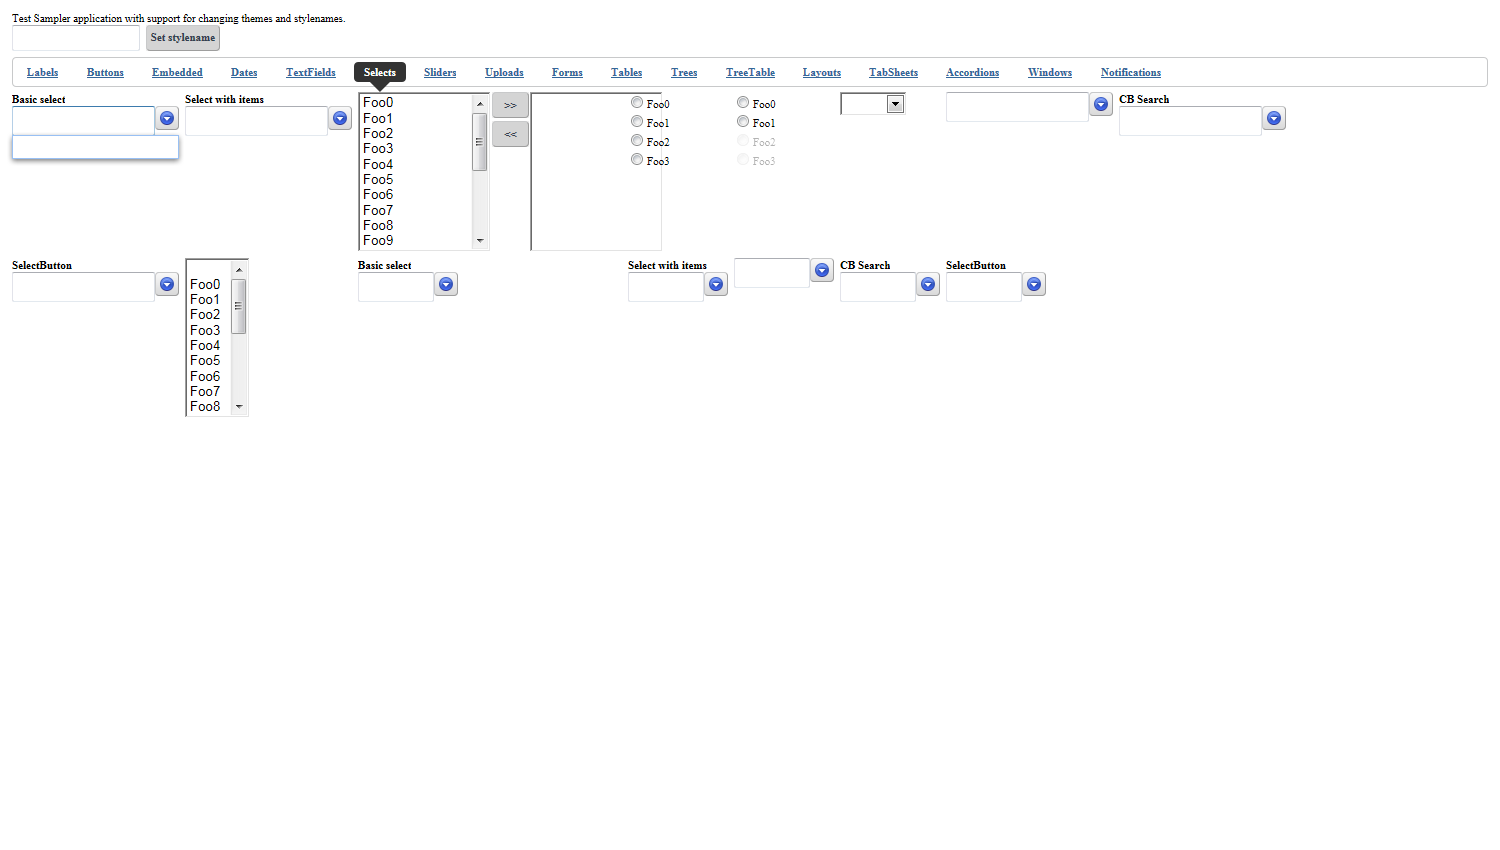 Test Sampler application with support for changing themes and stylenames.
Set stylename
Labels Buttons Embedded Dates TextFields Selects Sliders Uploads Forms Tables Trees TreeTable Layouts TabSheets Accordions Windows Notifications
Basic select
Select with items
Foo0
Foo1
Foo2
Foo3
Foo4
Foo5
Foo6
Foo7
Foo8
Foo9
>>
<<
Foo0
Foo1
Foo2
Foo3
Foo0
Foo1
Foo2
Foo3
CB Search
SelectButton
Foo0
Foo1
Foo2
Foo3
Foo4
Foo5
Foo6
Foo7
Foo8
Basic select
Select with items
CB Search
SelectButton